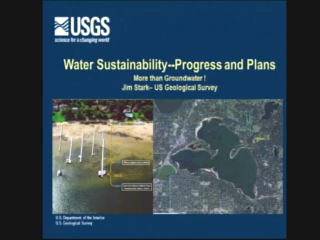 USGS
science for a changing world
Water Sustainability--Progress and Plans
More than Groundwater !
Jim Stark-- US Geological Survey
U.S. Department of the Interior
U.S. Geological Survey